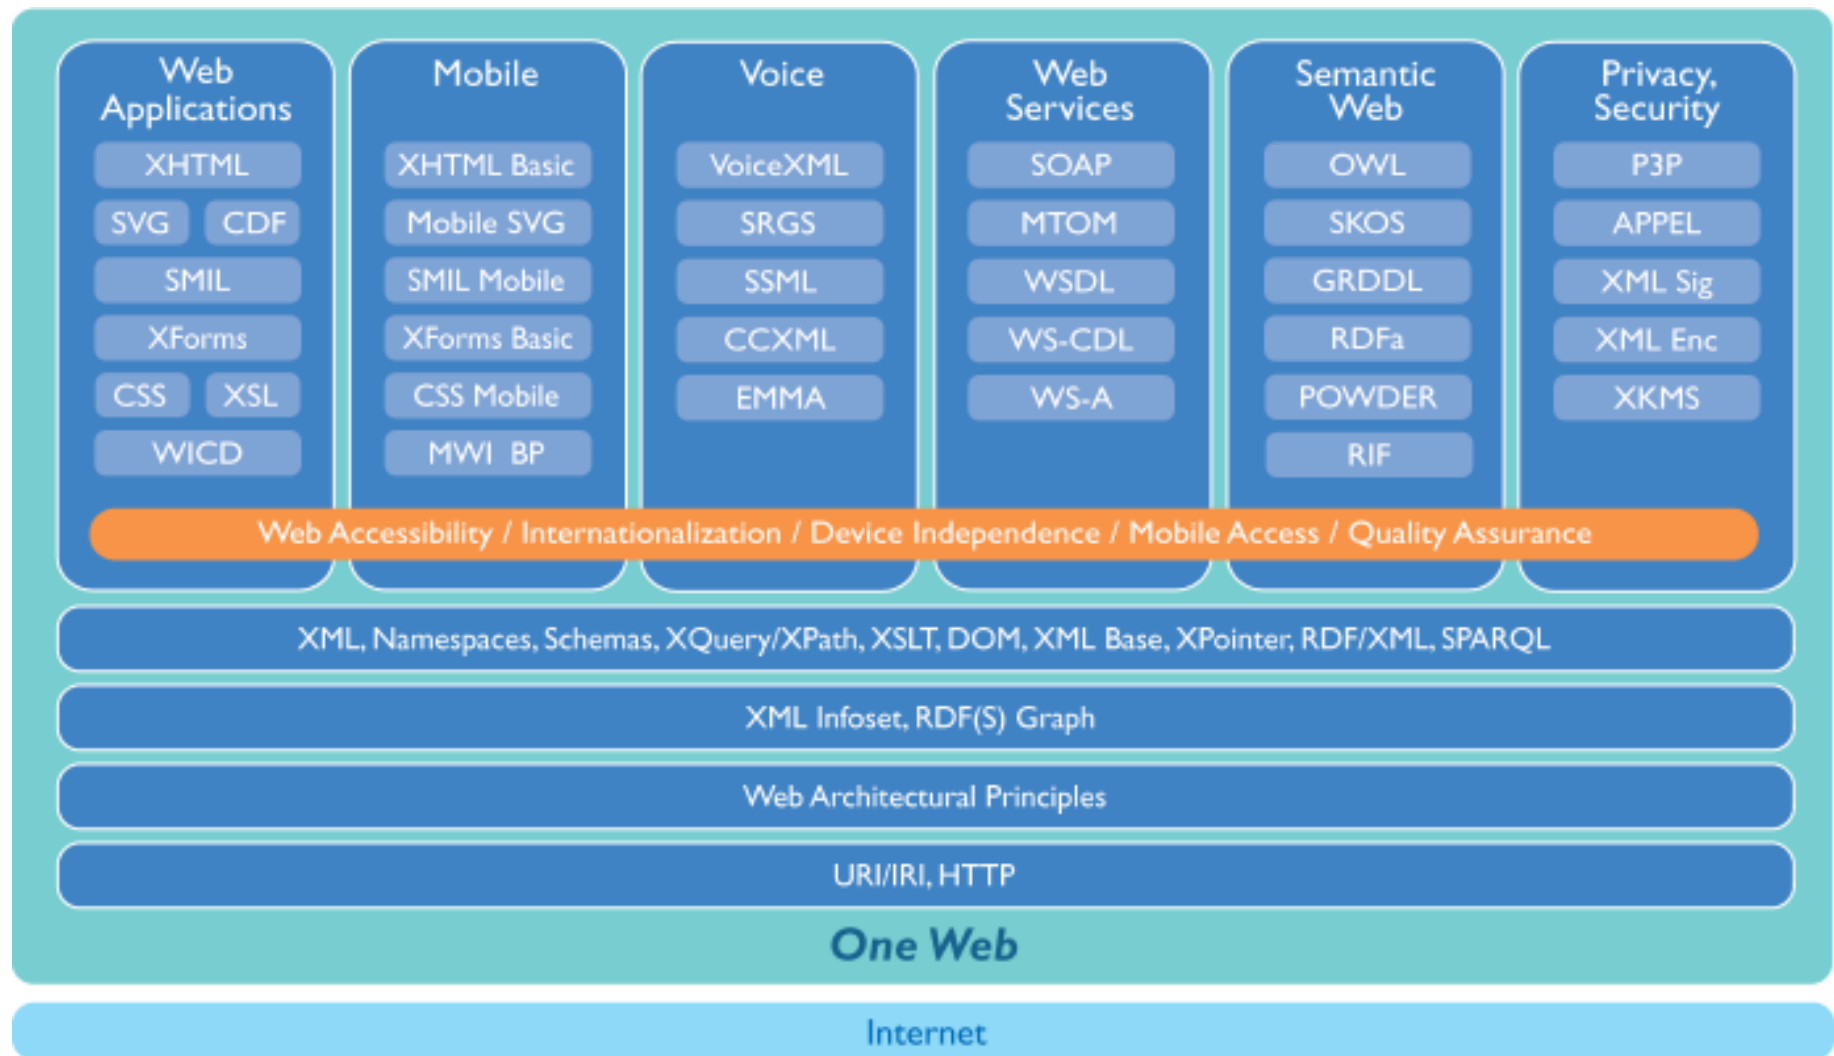 Web
Applications
XHTML
SVG
CDF
SMIL
XForms
CSS
XSL
WICD
Mobile
XHTML Basic
Mobile SVG
SMIL Mobile
XForms Basic
CSS Mobile
MWI BP
Voice
VoiceXML
SRGS
SSML
CCXML
EMMA
Web
Services
SOAP
MTOM
WSDL
WS-CDL
WS-A
Semantic
Web
OWL
SKOS
GRDDL
RDFa
POWDER
RIF
Privacy,
Security
P3P
APPEL
XML Sig
XML Enc
XKMS
Web Accessibility / Internationalization / Device Independence / Mobile Access / Quality Assurance
XML, Namespaces, Schemas, XQuery/XPath, XSLT, DOM, XML Base, XPointer, RDF/XML, SPARQL
XML Infoset, RDF(S) Graph
Web Architectural Principles
URI/IRI, HTTP
One Web
Internet